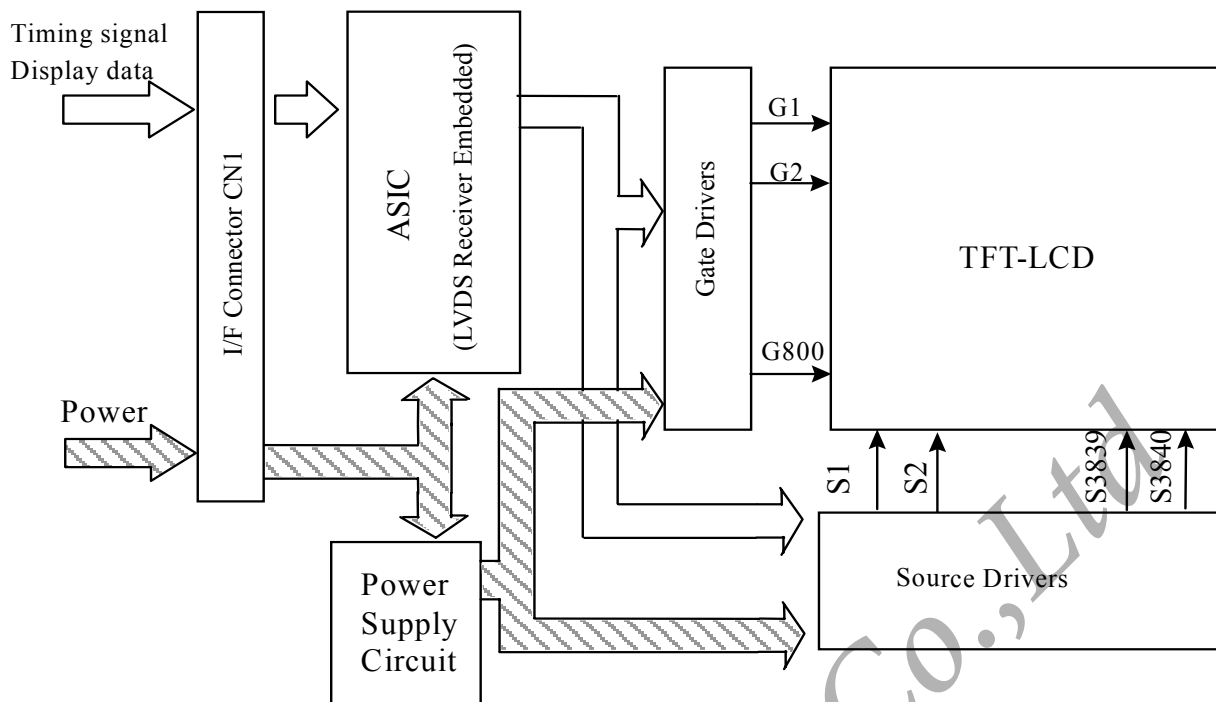 Timing signal
Display data
Power
I/F Connector CN1
ASIC
(LVDS Receiver Embedded)
Gate Drivers
G1
G2
G800
TFT-LCD
S1
S2
S3839
S3840
Source Drivers
Power
Supply
Circuit
Co.,Ltd